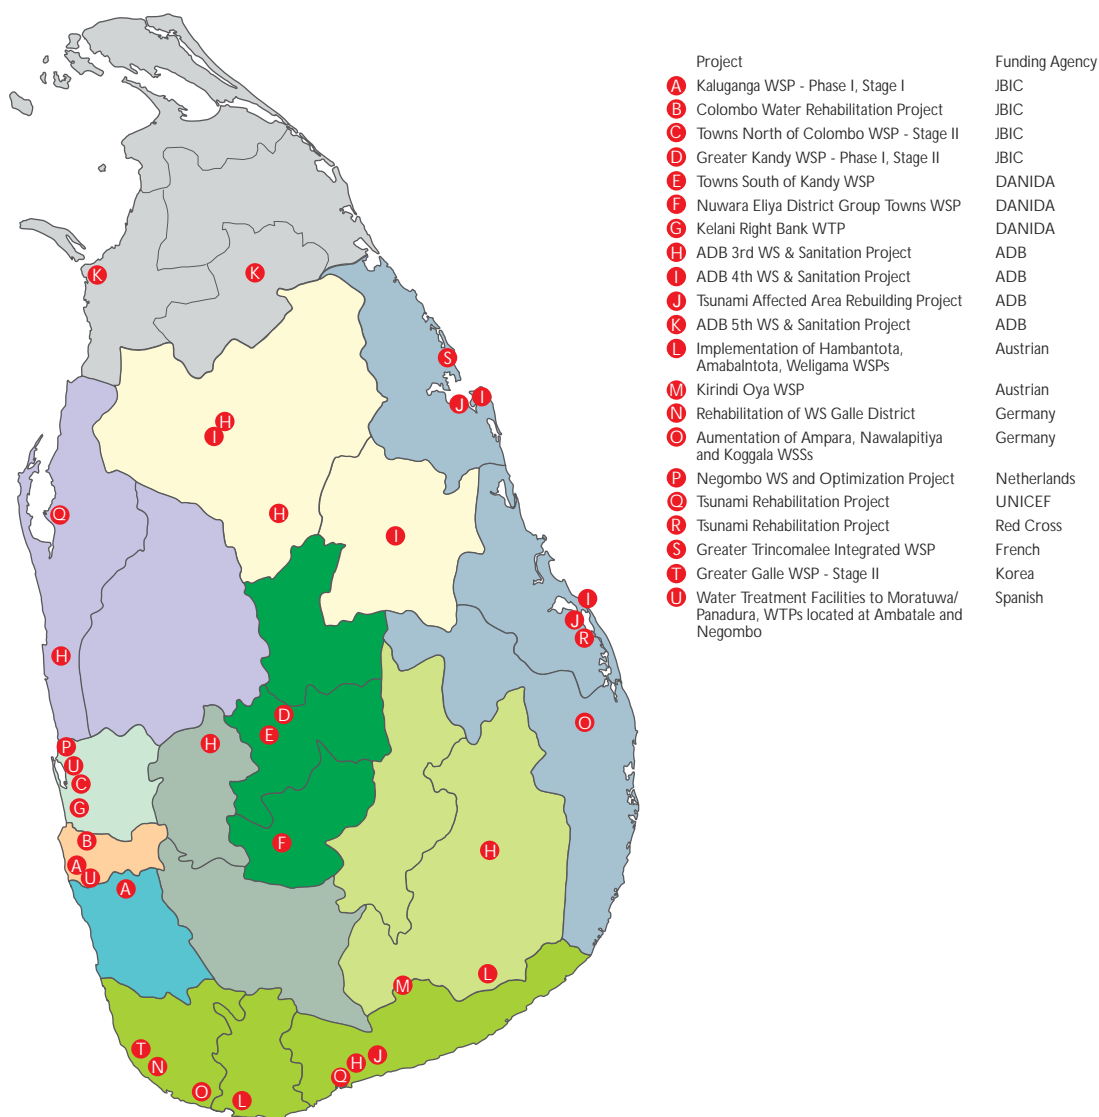 Project Funding Agency
A Kaluganga WSP - Phase I, Stage I JBIC
B Colombo Water Rehabilitation Project JBIC
C Towns North of Colombo WSP - Stage II JBIC
D Greater Kandy WSP - Phase I, Stage II JBIC
E Towns South of Kandy WSP DANIDA
F Nuwara Eliya District Group Towns WSP DANIDA
G Kelani Right Bank WTP DANIDA
H ADB 3rd WS & Sanitation Project ADB
I ADB 4th WS & Sanitation Project ADB
J Tsunami Affected Area Rebuilding Project ADB
K ADB 5th WS & Sanitation Project ADB
L Implementation of Hambantota, Austrian
Amabalntota, Weligama WSPs
M Kirindi Oya WSP Austrian
N Rehabilitation of WS Galle District Germany
O Aumentation of Ampara, Nawalapitiya Germany
and Koggala WSSs
P Negombo WS and Optimization Project Netherlands
Q Tsunami Rehabilitation Project UNICEF
R Tsunami Rehabilitation Project Red Cross
S Greater Trincomalee Integrated WSP French
T Greater Galle WSP - Stage II Korea
U Water Treatment Facilities to Moratuwa/ Spanish
Panadura, WTPs located at Ambatale and
Negombo
K K
S
I
J
H
I
Q
H
I
I
J
R
H
D
O
E
H
P
U
C
G
B
F
H
A
U
A
L
M
T
J
H
N
Q
O
L